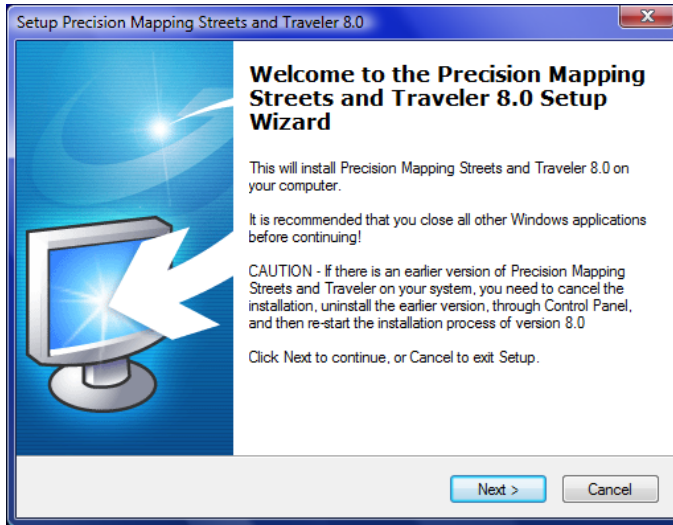 Setup Precision Mapping Streets and Traveler 8.0
Welcome to the Precision Mapping
Streets and Traveler 8.0 Setup
Wizard
This will install Precision Mapping Streets and Traveler 8.0 on
your computer.
It is recommended that you close all other Windows applications
before continuing!
CAUTION - If there is an earlier version of Precision Mapping
Streets and Traveler on your system, you need to cancel the
installation, uninstall the earlier version, through Control Panel,
and then re-start the installation process of version 8.0
Click Next to continue, or Cancel to exit Setup.
Next >
Cancel